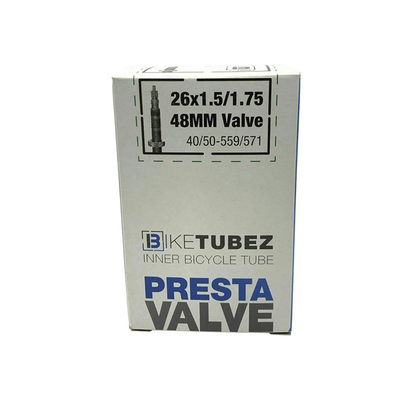 26x1.5/1.75
48MM Valve
40/50-559/571
BIKETUBEZ
INNER BICYCLE TUBE
PRESTA
VALVE